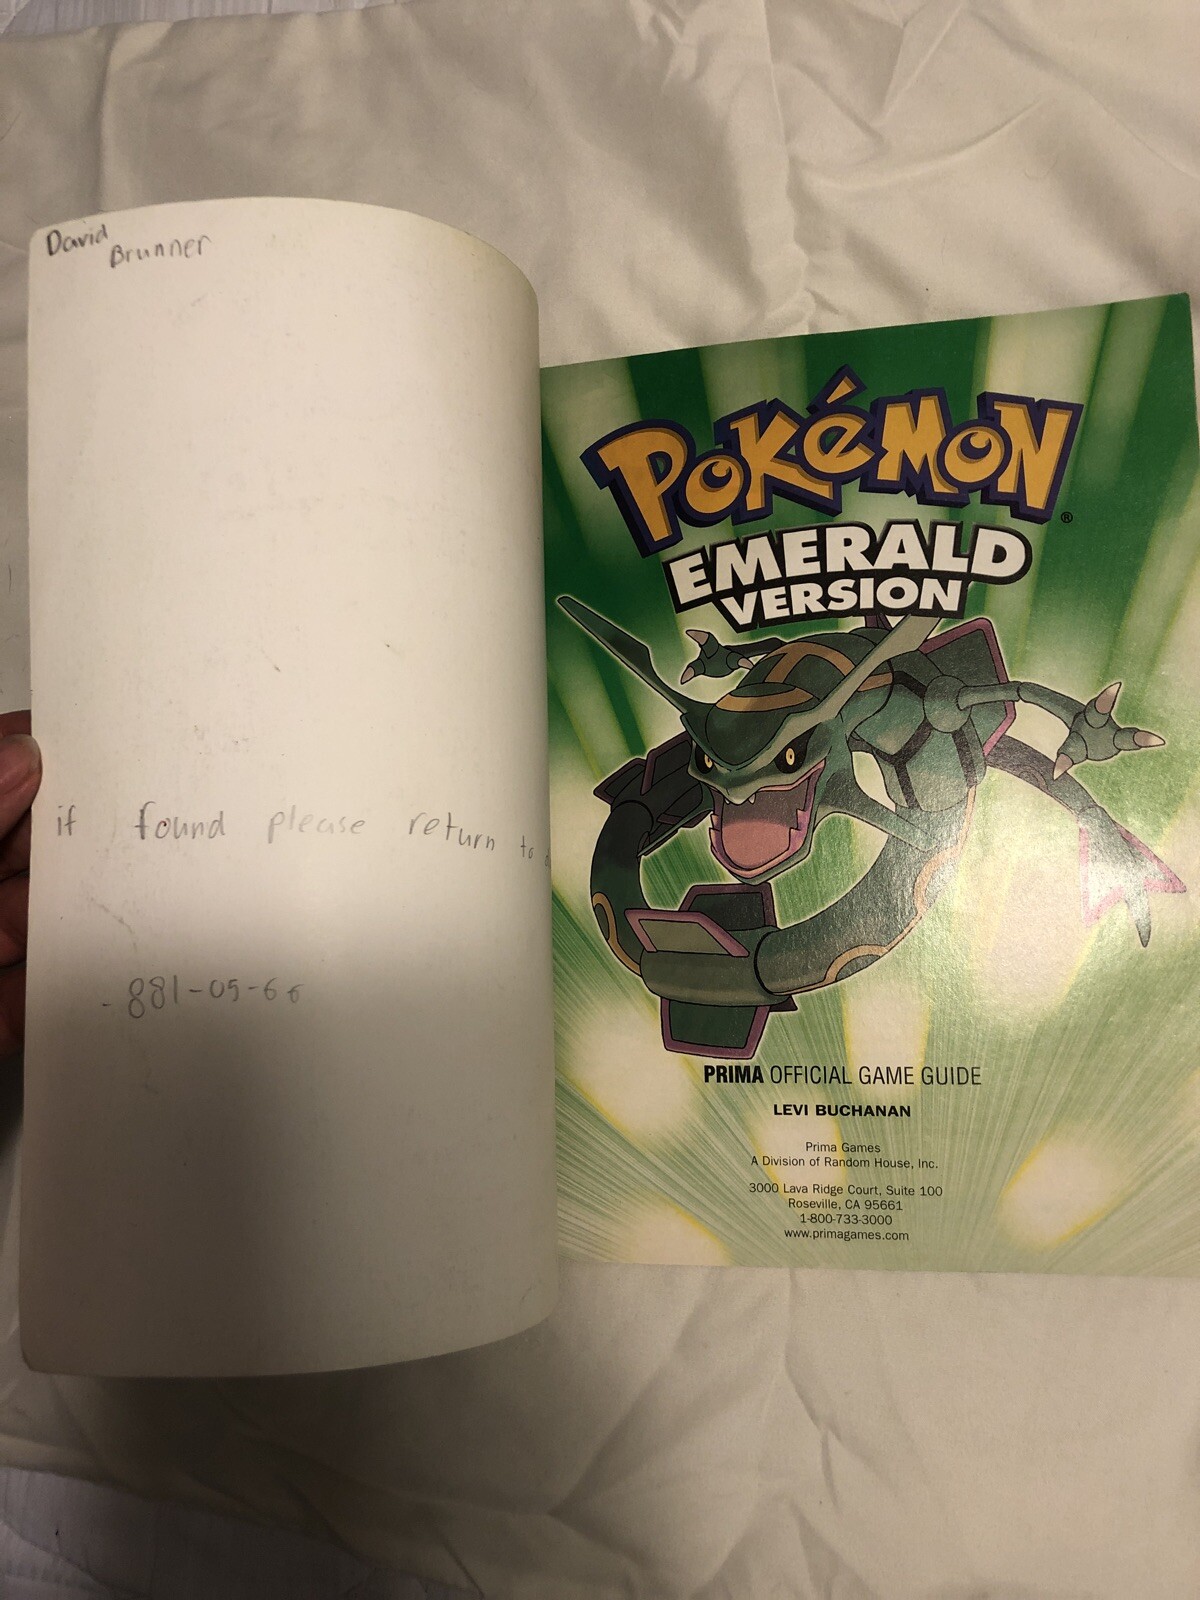 David
Brunner
if found please return to
- 881-05-66
POKéMON®
EMERALD
VERSION
PRIMA OFFICIAL GAME GUIDE
LEVI BUCHANAN
Prima Games
A Division of Random House, Inc.
3000 Lava Ridge Court, Suite 100
Roseville, CA 95661
1-800-733-3000
www.primagames.com